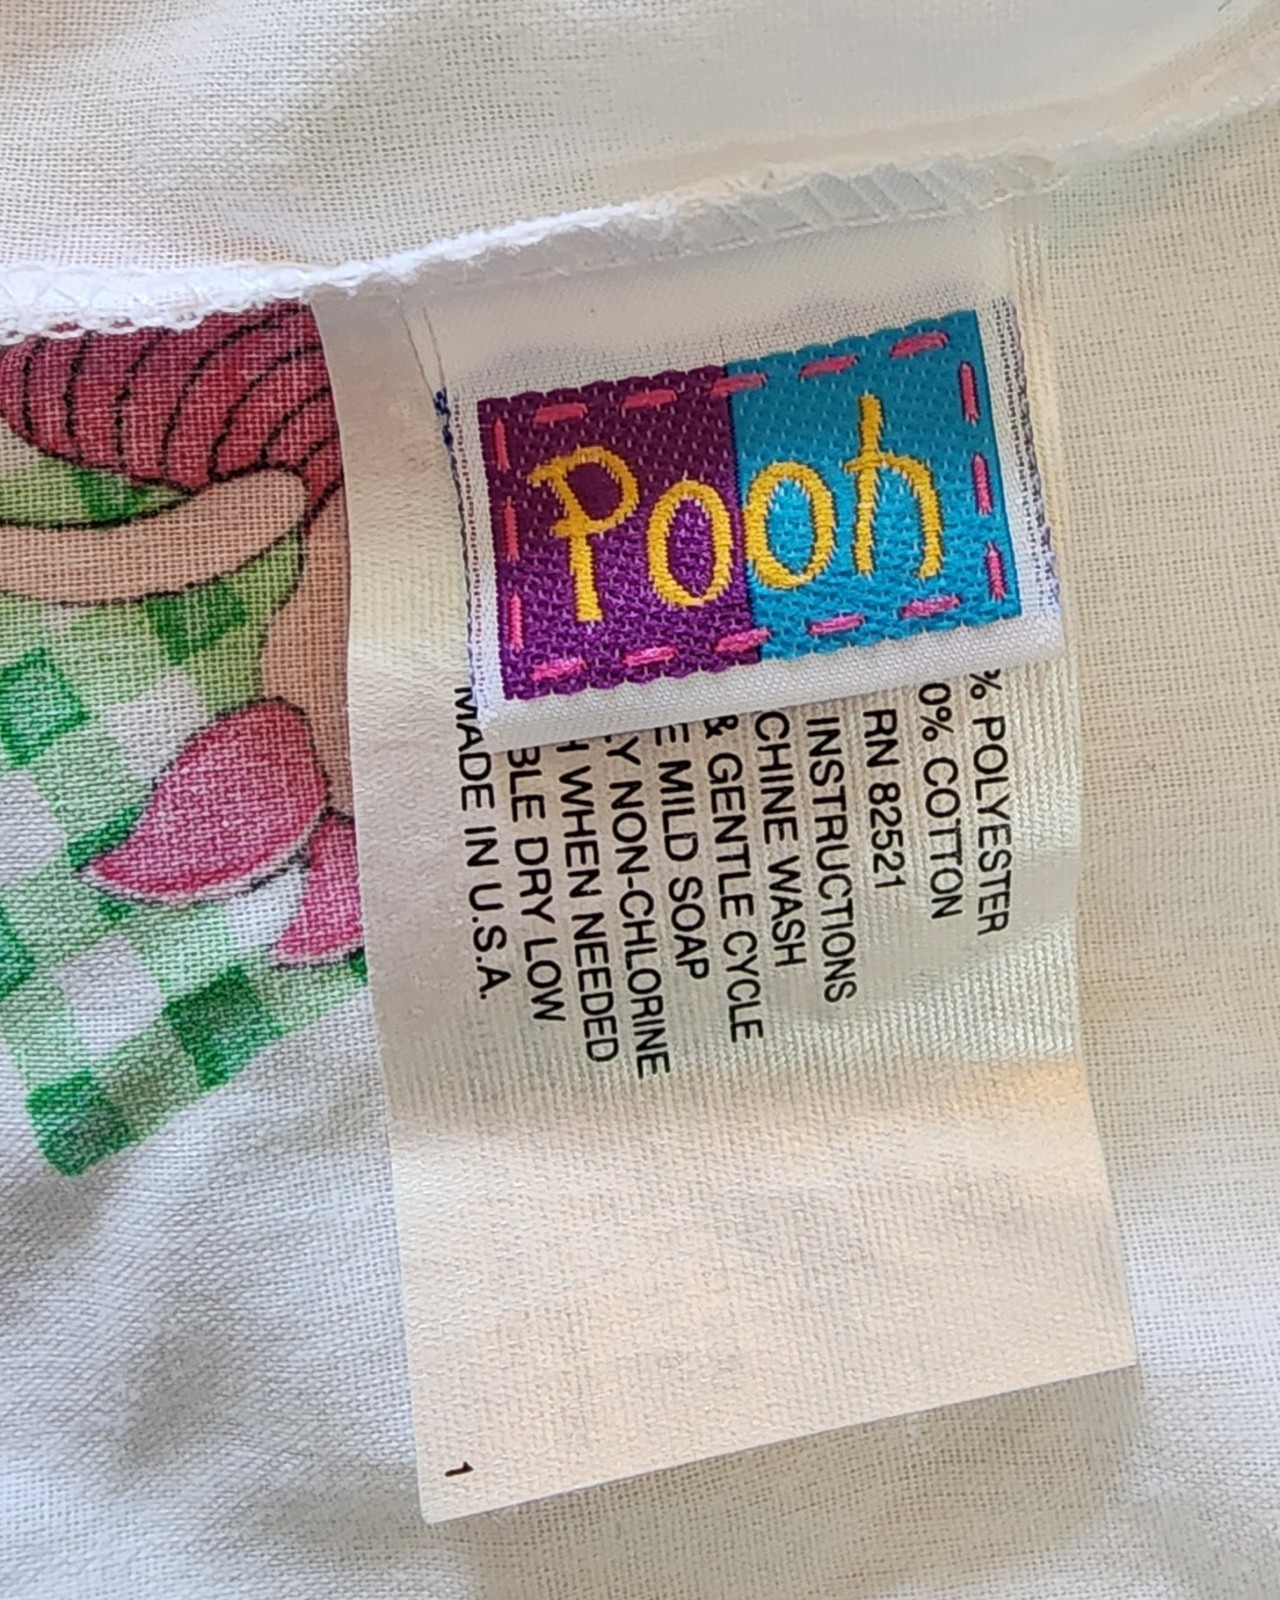 Pooh
% POLYESTER
0% COTTON
RN 82521
INSTRUCTIONS
CHINE WASH
& GENTLE CYCLE
E MILD SOAP
Y NON-CHLORINE
H WHEN NEEDED
BLE DRY LOW
MADE IN U.S.A.
1